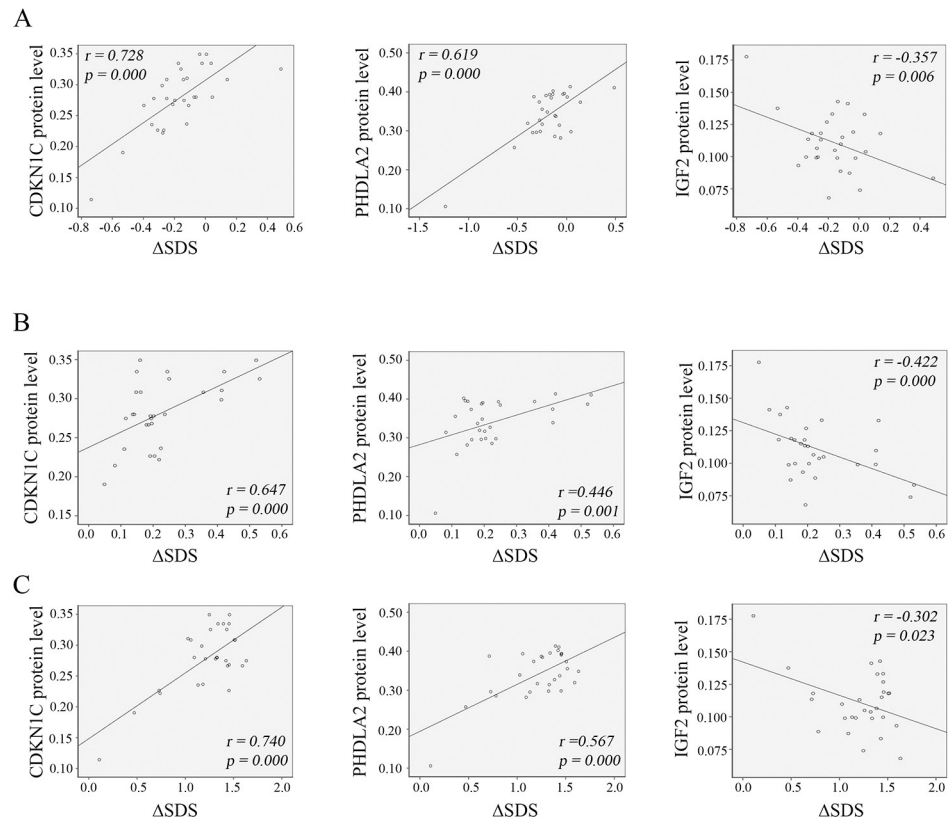 A
CDKN1C protein level
0.35
0.30
0.25
0.20
0.15
0.10
r = 0.728
p = 0.000
-0.8 -0.6 -0.4 -0.2 0 0.2 0.4 0.6
ΔSDS
PHDLA2 protein level
0.50
0.40
0.30
0.20
0.10
r = 0.619
p = 0.000
-1.5 -1.0 -0.5 0.0 0.5
ΔSDS
IGF2 protein level
0.175
0.150
0.125
0.100
0.075
r = -0.357
p = 0.006
-0.8 -0.6 -0.4 -0.2 0.0 0.2 0.4
ΔSDS
B
CDKN1C protein level
0.35
0.30
0.25
0.20
0.15
r = 0.647
p = 0.000
0.0 0.1 0.2 0.3 0.4 0.5 0.6
ΔSDS
PHDLA2 protein level
0.50
0.40
0.30
0.20
0.10
r =0.446
p = 0.001
0.0 0.1 0.2 0.3 0.4 0.5 0.6
ΔSDS
IGF2 protein level
0.175
0.150
0.125
0.100
0.075
r = -0.422
p = 0.000
0.0 0.1 0.2 0.3 0.4 0.5 0.6
ΔSDS
C
CDKN1C protein level
0.35
0.30
0.25
0.20
0.15
0.10
r = 0.740
p = 0.000
0.0 0.5 1.0 1.5 2.0
ΔSDS
PHDLA2 protein level
0.50
0.40
0.30
0.20
0.10
r =0.567
p = 0.000
0.0 0.5 1.0 1.5 2.0
ΔSDS
IGF2 protein level
0.175
0.150
0.125
0.100
0.075
r = -0.302
p = 0.023
0.0 0.5 1.0 1.5 2.0
ΔSDS